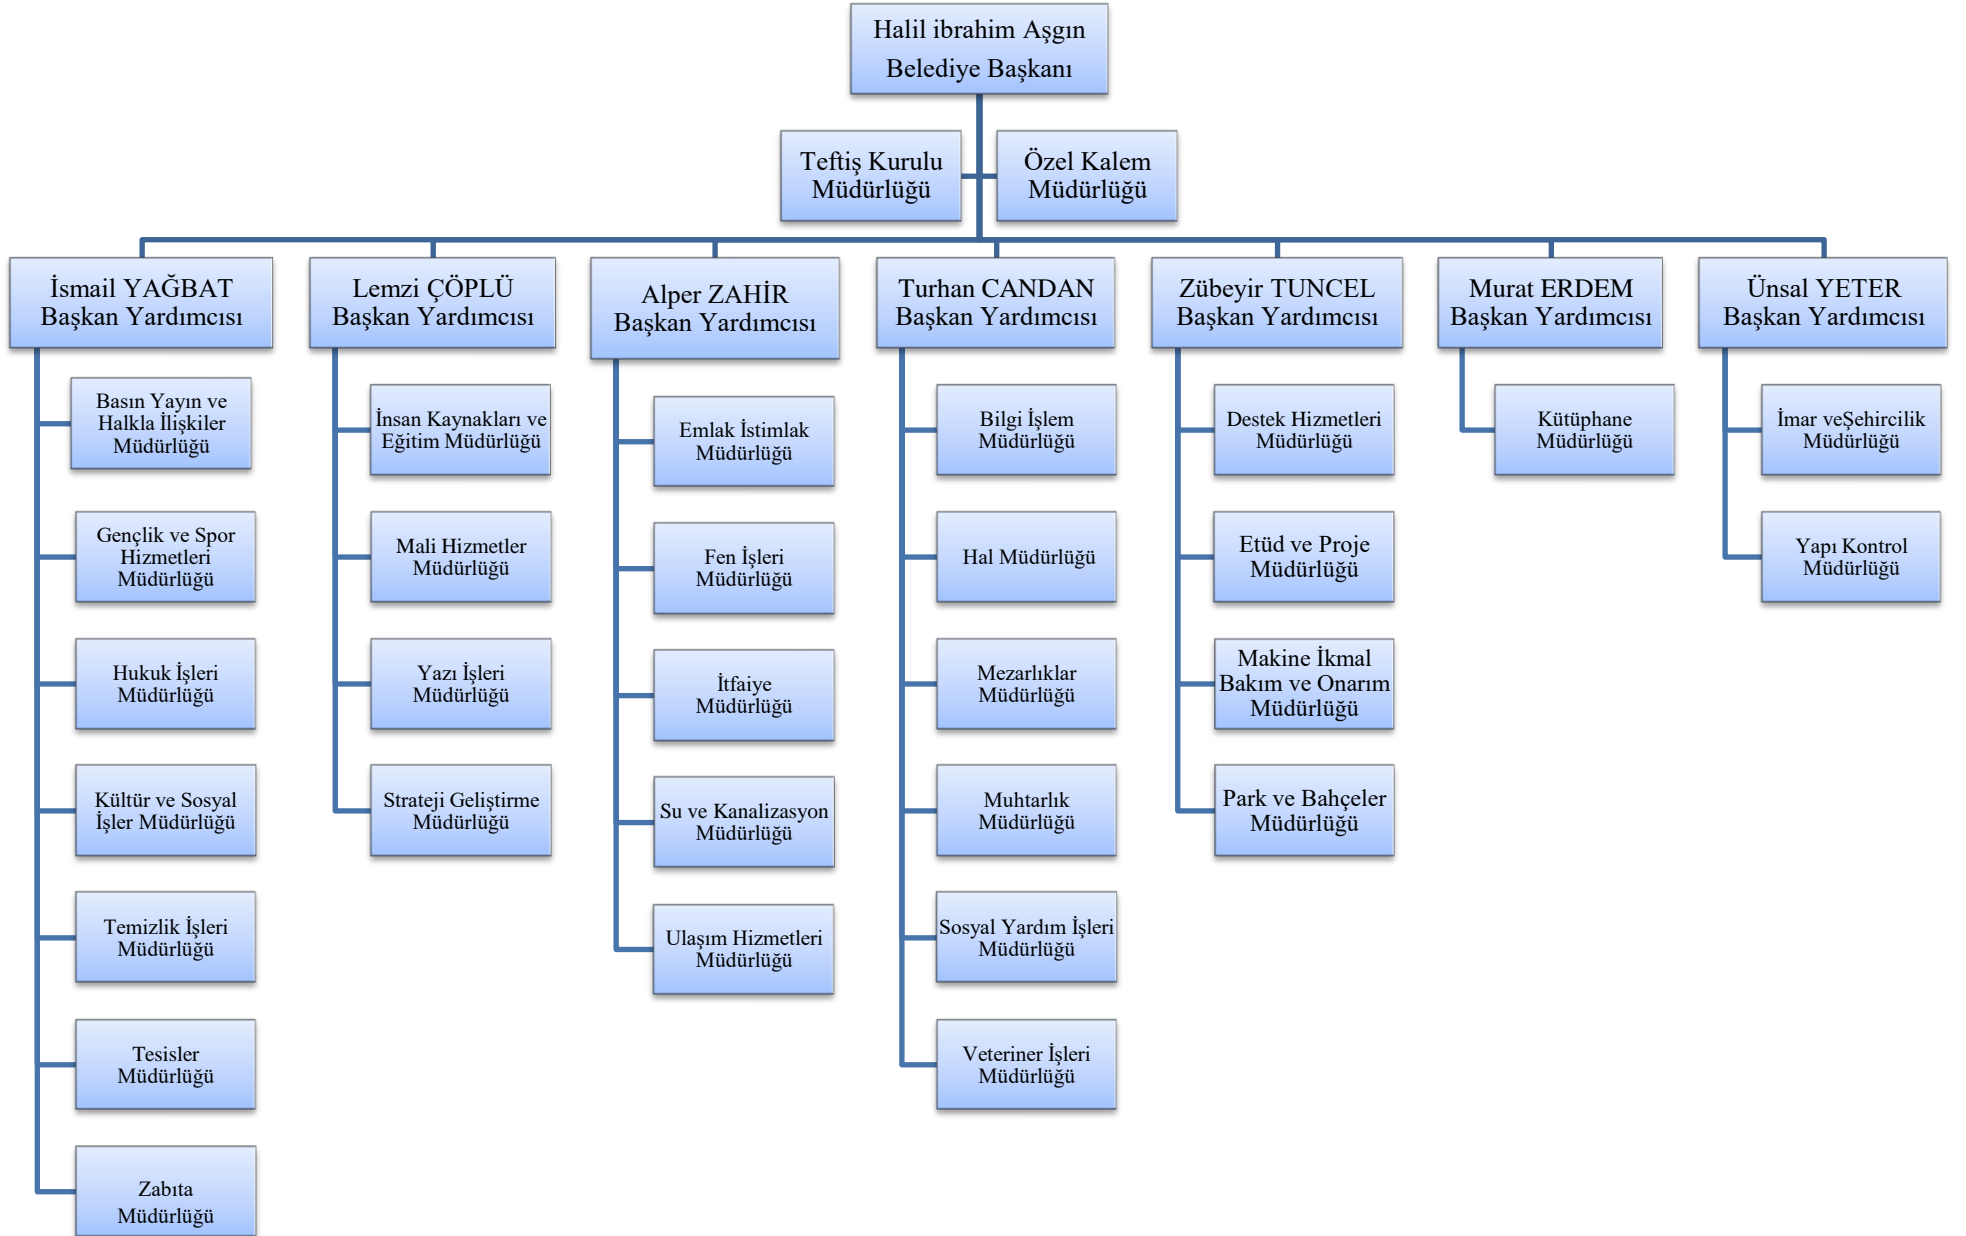 Halil ibrahim Aşgın
Belediye Başkanı
Teftiş Kurulu
Müdürlüğü
Özel Kalem
Müdürlüğü
İsmail YAĞBAT
Başkan Yardımcısı
Basın Yayın ve
Halkla İlişkiler
Müdürlüğü
Gençlik ve Spor
Hizmetleri
Müdürlüğü
Hukuk İşleri
Müdürlüğü
Kültür ve Sosyal
İşler Müdürlüğü
Temizlik İşleri
Müdürlüğü
Tesisler
Müdürlüğü
Zabıta
Müdürlüğü
Lemzi ÇÖPLÜ
Başkan Yardımcısı
İnsan Kaynakları ve
Eğitim Müdürlüğü
Mali Hizmetler
Müdürlüğü
Yazı İşleri
Müdürlüğü
Strateji Geliştirme
Müdürlüğü
Alper ZAHİR
Başkan Yardımcısı
Emlak İstimlak
Müdürlüğü
Fen İşleri
Müdürlüğü
İtfaiye
Müdürlüğü
Su ve Kanalizasyon
Müdürlüğü
Ulaşım Hizmetleri
Müdürlüğü
Turhan CANDAN
Başkan Yardımcısı
Bilgi İşlem
Müdürlüğü
Hal Müdürlüğü
Mezarlıklar
Müdürlüğü
Muhtarlık
Müdürlüğü
Sosyal Yardım İşleri
Müdürlüğü
Veteriner İşleri
Müdürlüğü
Zübeyir TUNCEL
Başkan Yardımcısı
Destek Hizmetleri
Müdürlüğü
Etüd ve Proje
Müdürlüğü
Makine İkmal
Bakım ve Onarım
Müdürlüğü
Park ve Bahçeler
Müdürlüğü
Murat ERDEM
Başkan Yardımcısı
Kütüphane
Müdürlüğü
Ünsal YETER
Başkan Yardımcısı
İmar veŞehircilik
Müdürlüğü
Yapı Kontrol
Müdürlüğü